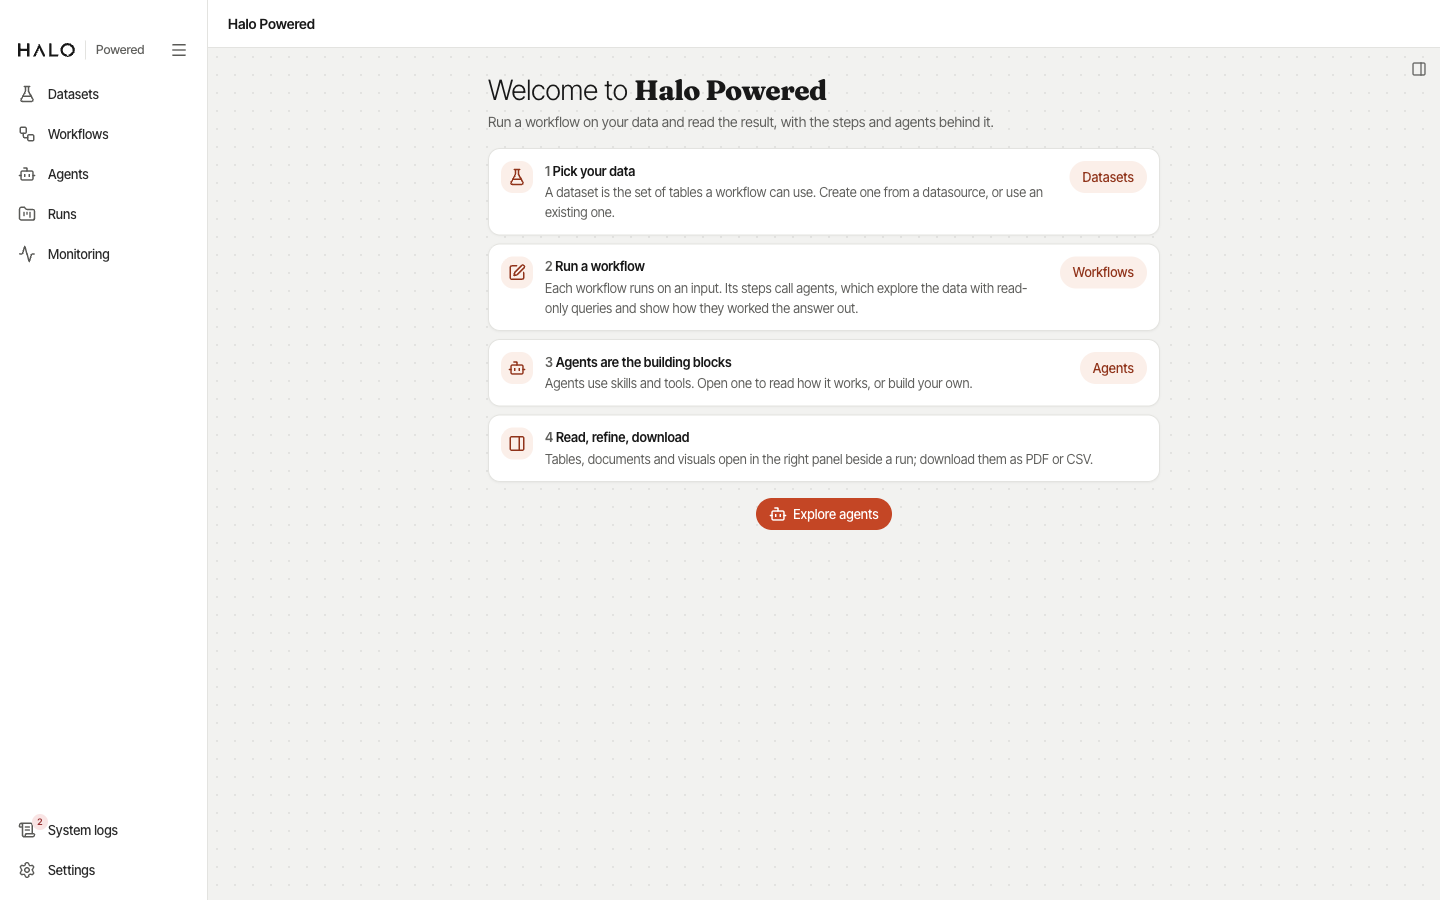 Halo Powered
HALO
Powered
Datasets
Workflows
Agents
Runs
Monitoring
2
System logs
Settings
Welcome to Halo Powered
Run a workflow on your data and read the result, with the steps and agents behind it.
1 Pick your data
A dataset is the set of tables a workflow can use. Create one from a datasource, or use an
existing one.
Datasets
2 Run a workflow
Each workflow runs on an input. Its steps call agents, which explore the data with read-
only queries and show how they worked the answer out.
Workflows
3 Agents are the building blocks
Agents use skills and tools. Open one to read how it works, or build your own.
Agents
4 Read, refine, download
Tables, documents and visuals open in the right panel beside a run; download them as PDF or CSV.
Explore agents